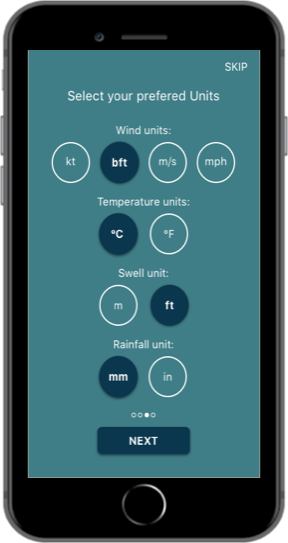 SKIP
Select your prefered Units
Wind units:
kt bft m/s mph
Temperature units:
°C °F
Swell unit:
m ft
Rainfall unit:
mm in
NEXT